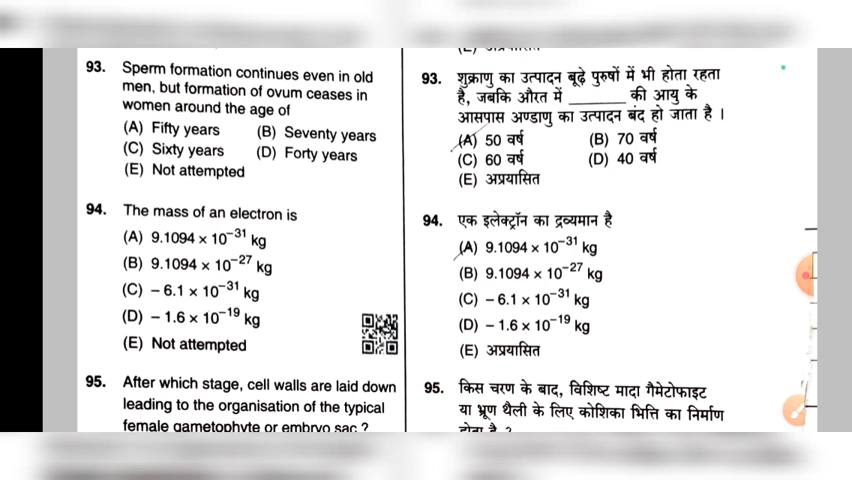 93. Sperm formation continues even in old
men, but formation of ovum ceases in
women around the age of
(A) Fifty years (B) Seventy years
(C) Sixty years (D) Forty years
(E) Not attempted
94. The mass of an electron is
(A) 9.1094 × 10⁻³¹ kg
(B) 9.1094 × 10⁻²⁷ kg
(C) – 6.1 × 10⁻³¹ kg
(D) – 1.6 × 10⁻¹⁹ kg
(E) Not attempted
95. After which stage, cell walls are laid down
leading to the organisation of the typical
female gametophyte or embryo sac ?
93. शुक्राणु का उत्पादन बूढ़े पुरुषों में भी होता रहता
है, जबकि औरत में ________ की आयु के
आसपास अण्डाणु का उत्पादन बंद हो जाता है ।
(A) 50 वर्ष (B) 70 वर्ष
(C) 60 वर्ष (D) 40 वर्ष
(E) अप्रयासित
94. एक इलेक्ट्रॉन का द्रव्यमान है
(A) 9.1094 × 10⁻³¹ kg
(B) 9.1094 × 10⁻²⁷ kg
(C) – 6.1 × 10⁻³¹ kg
(D) – 1.6 × 10⁻¹⁹ kg
(E) अप्रयासित
95. किस चरण के बाद, विशिष्ट मादा गैमेटोफाइट
या भ्रूण थैली के लिए कोशिका भित्ति का निर्माण
होता है ?